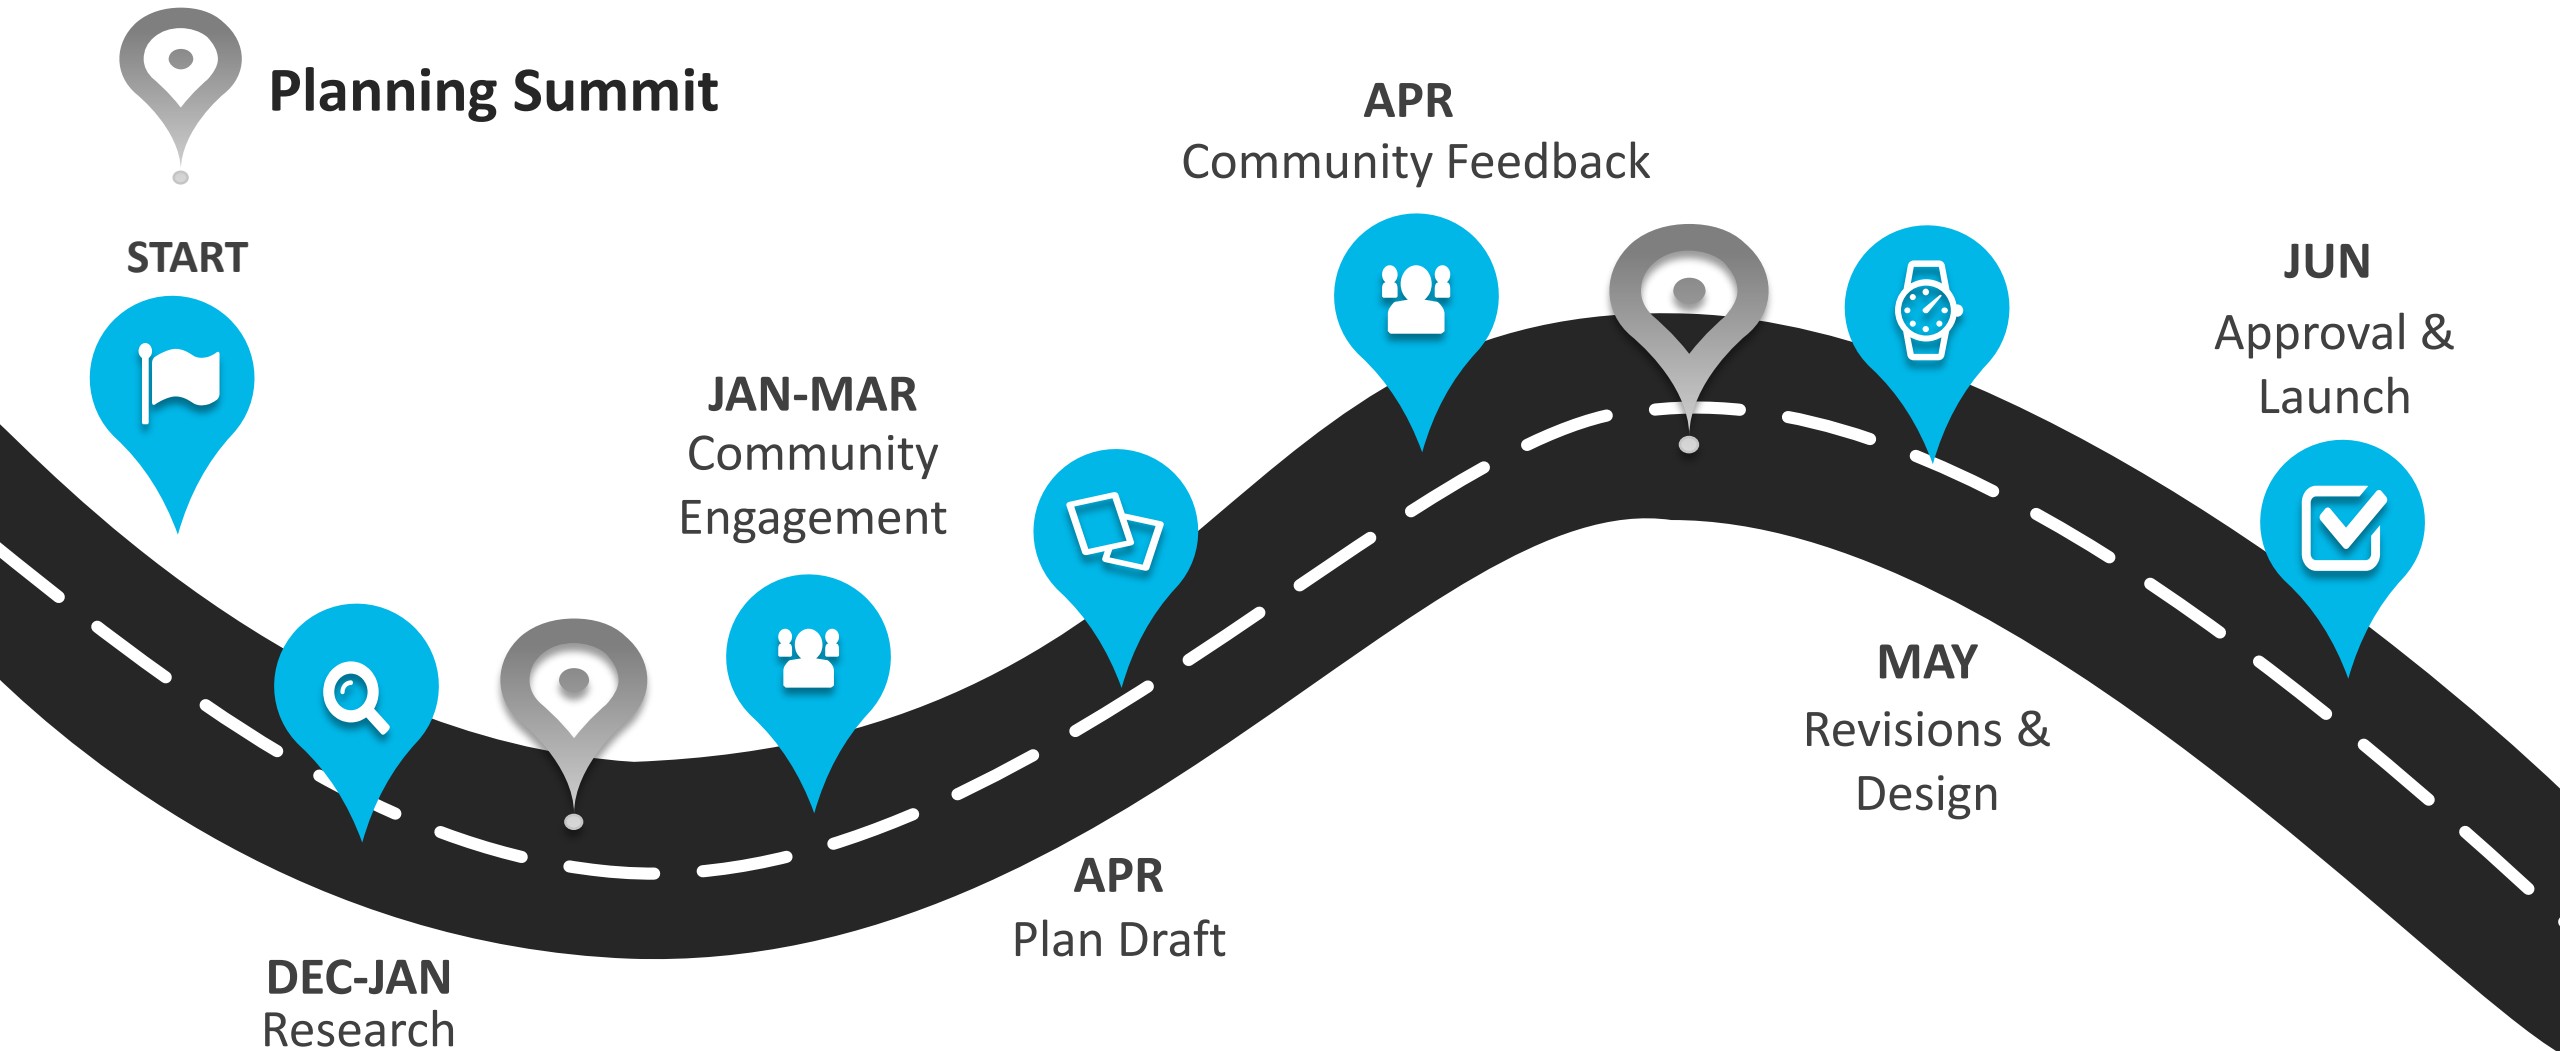 Planning Summit
START
DEC-JAN
Research
JAN-MAR
Community
Engagement
APR
Plan Draft
APR
Community Feedback
MAY
Revisions &
Design
JUN
Approval &
Launch